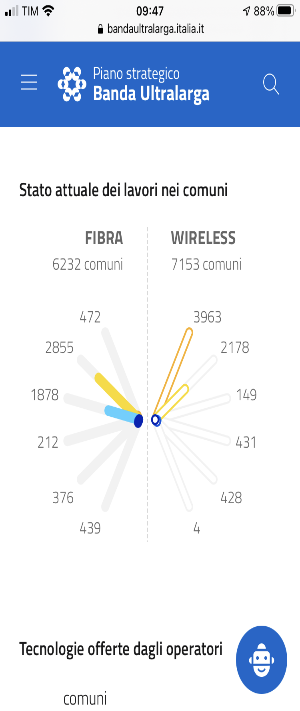 TIM 09:47 88%
bandaultralarga.italia.it
Piano strategico
Banda Ultralarga
Stato attuale dei lavori nei comuni
FIBRA WIRELESS
6232 comuni 7153 comuni
472 3963
2855 2178
1878 149
212 431
376 428
439 4
Tecnologie offerte dagli operatori
comuni